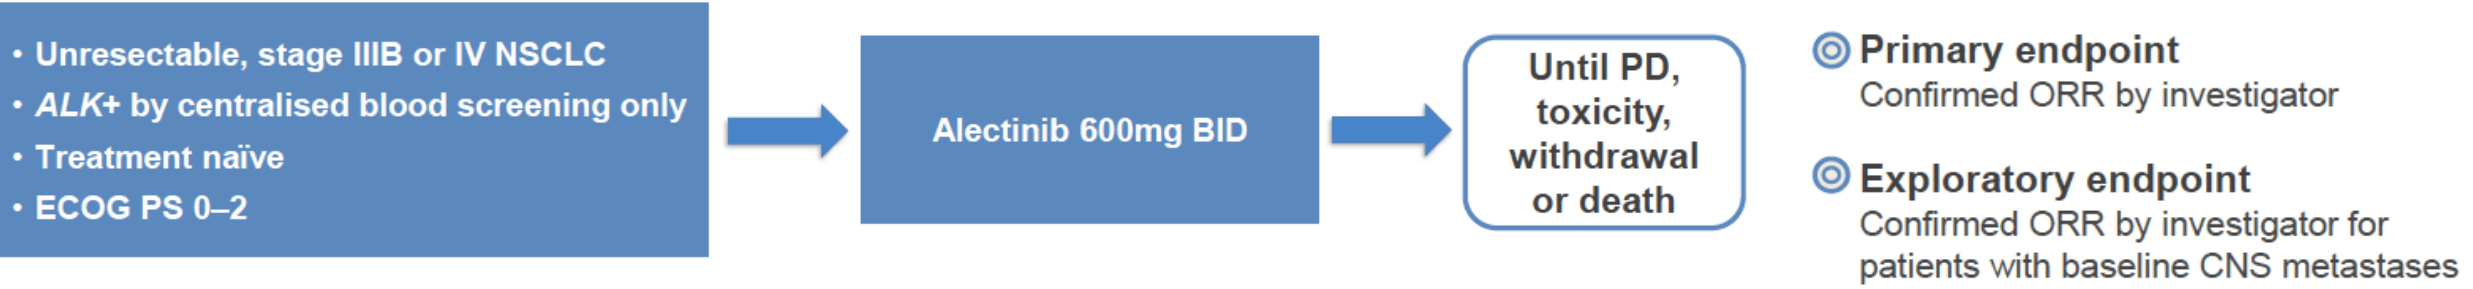 • Unresectable, stage IIIB or IV NSCLC
• ALK+ by centralised blood screening only
• Treatment naïve
• ECOG PS 0–2
Alectinib 600mg BID
Until PD,
toxicity,
withdrawal
or death
Primary endpoint
Confirmed ORR by investigator
Exploratory endpoint
Confirmed ORR by investigator for
patients with baseline CNS metastases